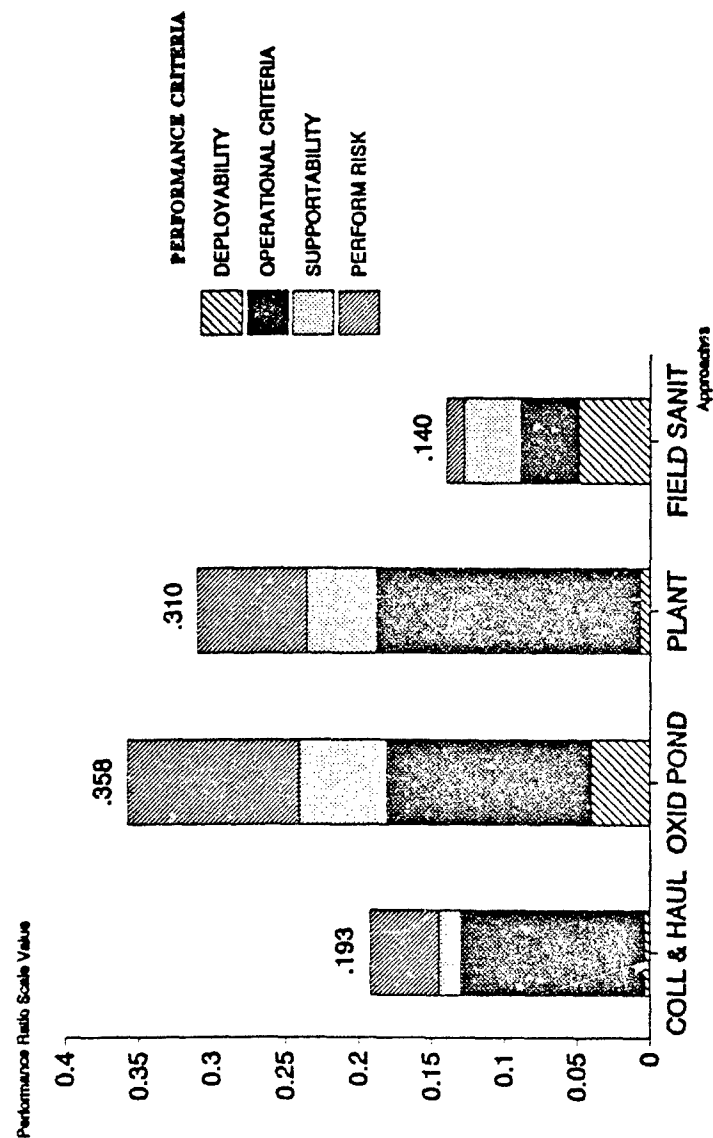 Performance Ratio Scale Value
0.4
0.35
0.3
0.25
0.2
0.15
0.1
0.05
0
.193
.358
.310
.140
COLL & HAUL
OXID POND
PLANT
FIELD SANIT
Approaches
PERFORMANCE CRITERIA
DEPLOYABILITY
OPERATIONAL CRITERIA
SUPPORTABILITY
PERFORM RISK